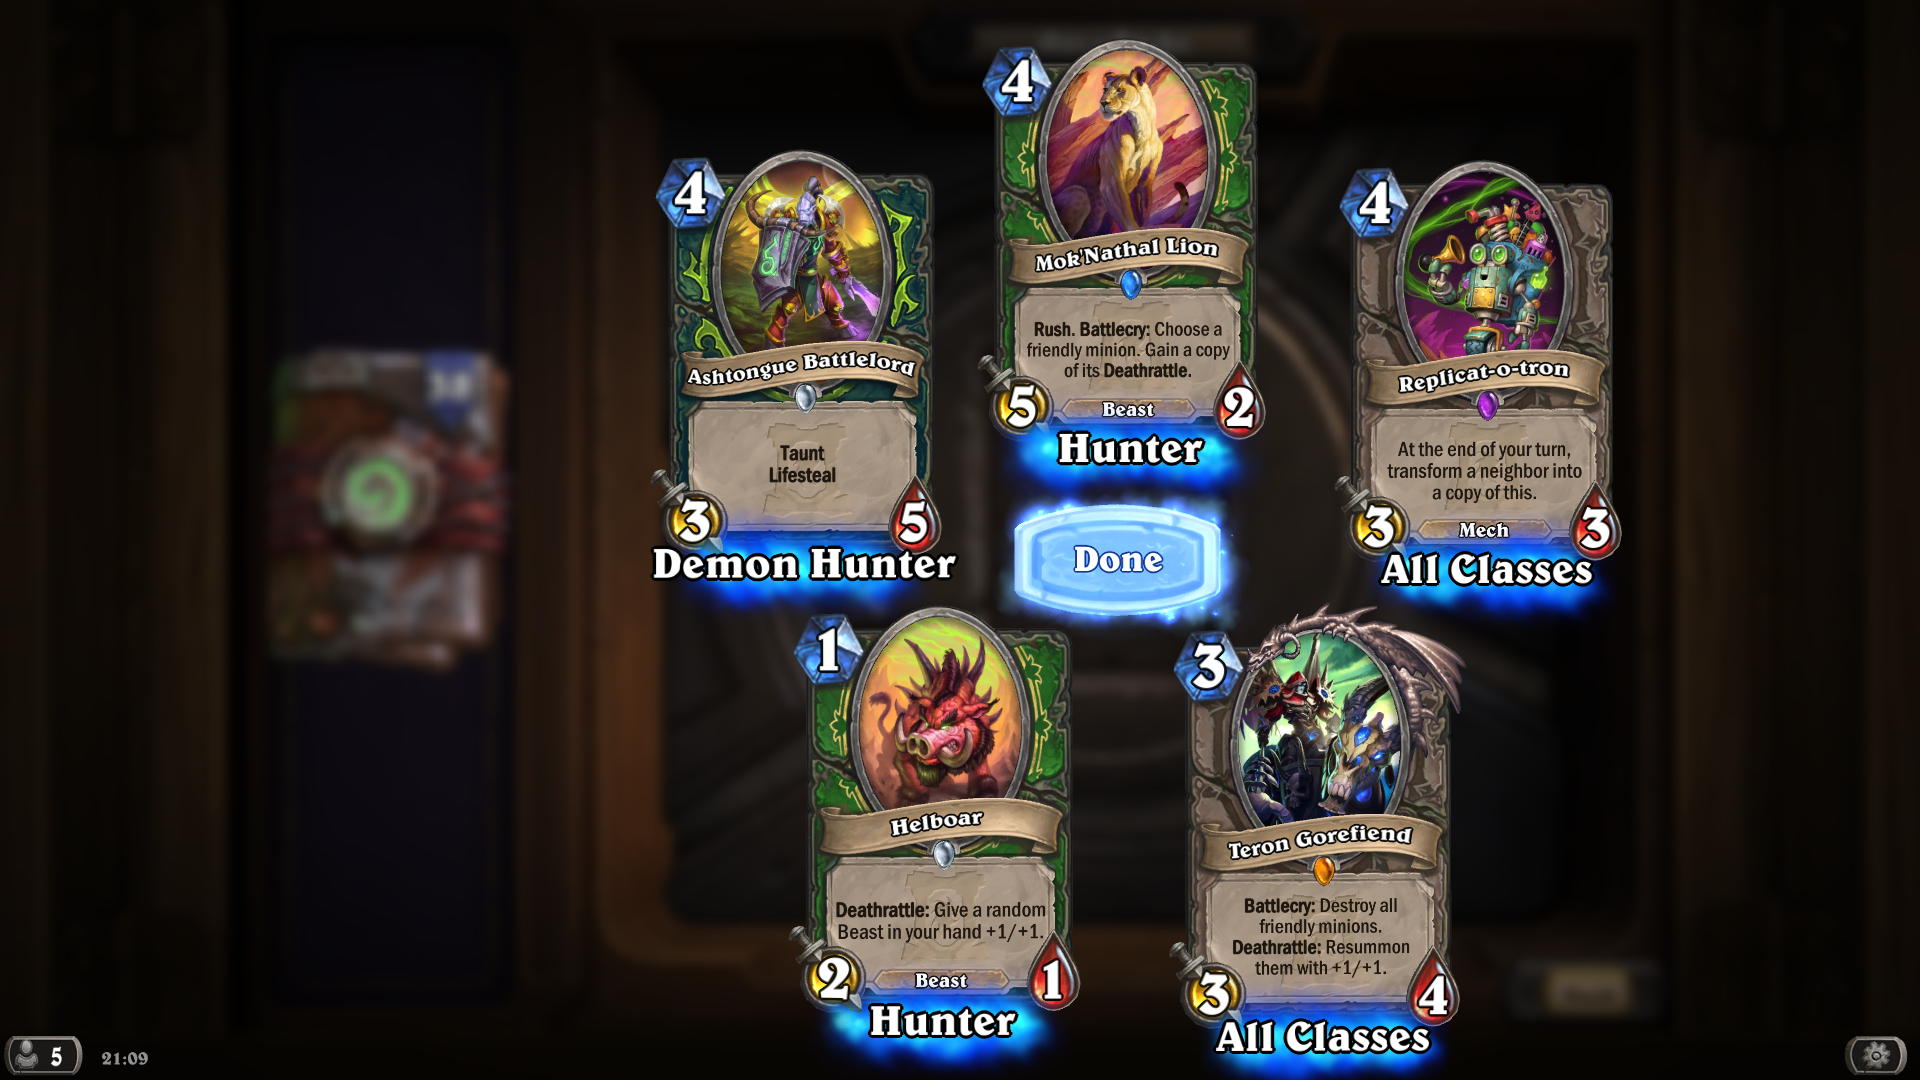 4
Mok'Nathal Lion
Rush. Battlecry: Choose a
friendly minion. Gain a copy
of its Deathrattle.
5
Beast
2
Hunter
4
Ashtongue Battlelord
Taunt
Lifesteal
3
5
Demon Hunter
4
Replicat-o-tron
At the end of your turn,
transform a neighbor into
a copy of this.
3
Mech
3
All Classes
Done
1
Helboar
Deathrattle: Give a random
Beast in your hand +1/+1.
2
Beast
1
Hunter
3
Teron Gorefiend
Battlecry: Destroy all
friendly minions.
Deathrattle: Resummon
them with +1/+1.
3
4
All Classes
5
21:09